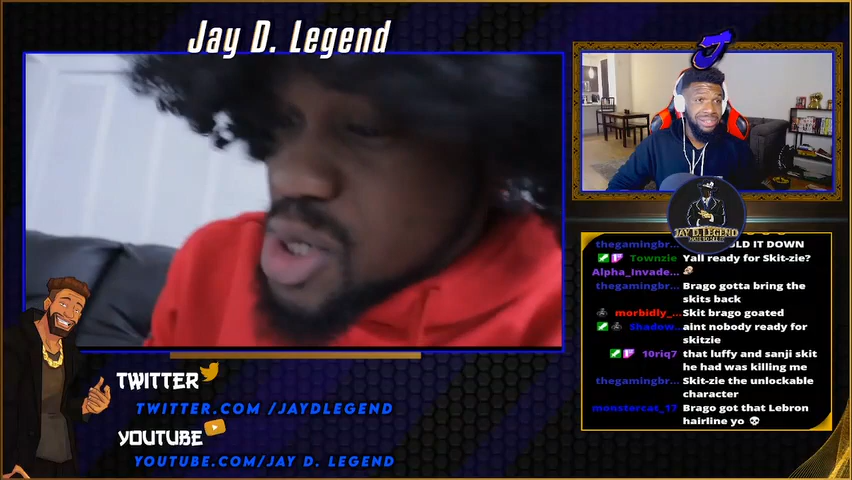 Jay D. Legend
J
JAY D. LEGEND
thegamingbr... LD IT DOWN
Townzie Yall ready for Skit-zie?
Alpha_Invade...
thegamingbr... Brago gotta bring the
skits back
morbidly_... Skit brago goated
Shadow... aint nobody ready for
skitzie
10riq7 that luffy and sanji skit
he had was killing me
thegamingbr... Skit-zie the unlockable
character
monstercat_17 Brago got that Lebron
hairline yo 💀
TWITTER
TWITTER.COM /JAYDLEGEND
YOUTUBE
YOUTUBE.COM/JAY D. LEGEND